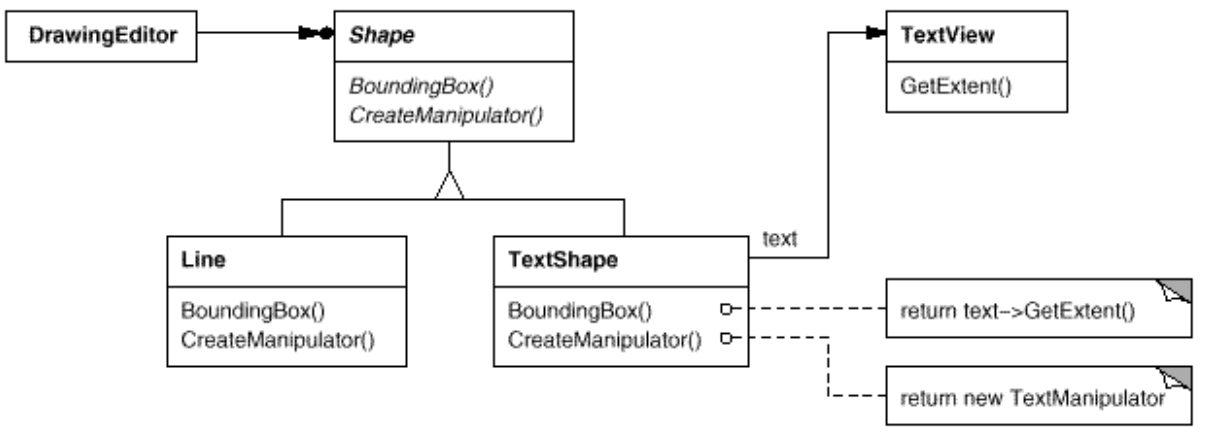 DrawingEditor
Shape
BoundingBox()
CreateManipulator()
TextView
GetExtent()
Line
BoundingBox()
CreateManipulator()
TextShape
BoundingBox()
CreateManipulator()
text
return text–>GetExtent()
return new TextManipulator